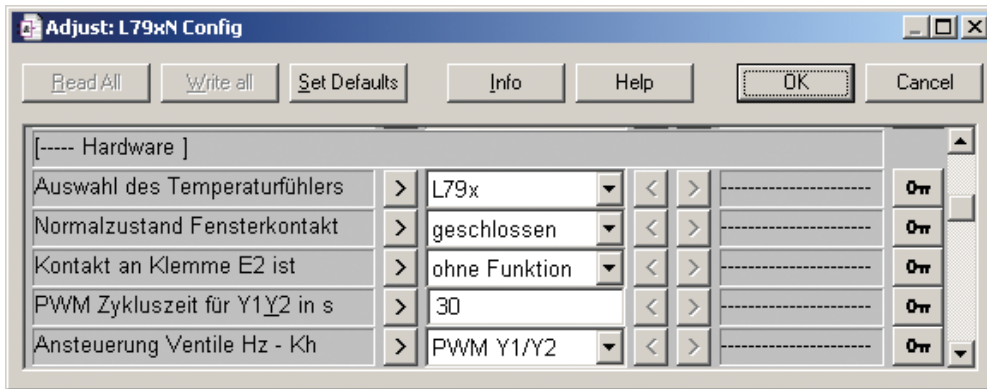 Adjust: L79xN Config
Read All Write all Set Defaults Info Help OK Cancel
[----- Hardware ]
Auswahl des Temperaturfühlers > L79x < > --------------------
Normalzustand Fensterkontakt > geschlossen < > --------------------
Kontakt an Klemme E2 ist > ohne Funktion < > --------------------
PWM Zykluszeit für Y1Y2 in s > 30 < > --------------------
Ansteuerung Ventile Hz - Kh > PWM Y1/Y2 < > --------------------